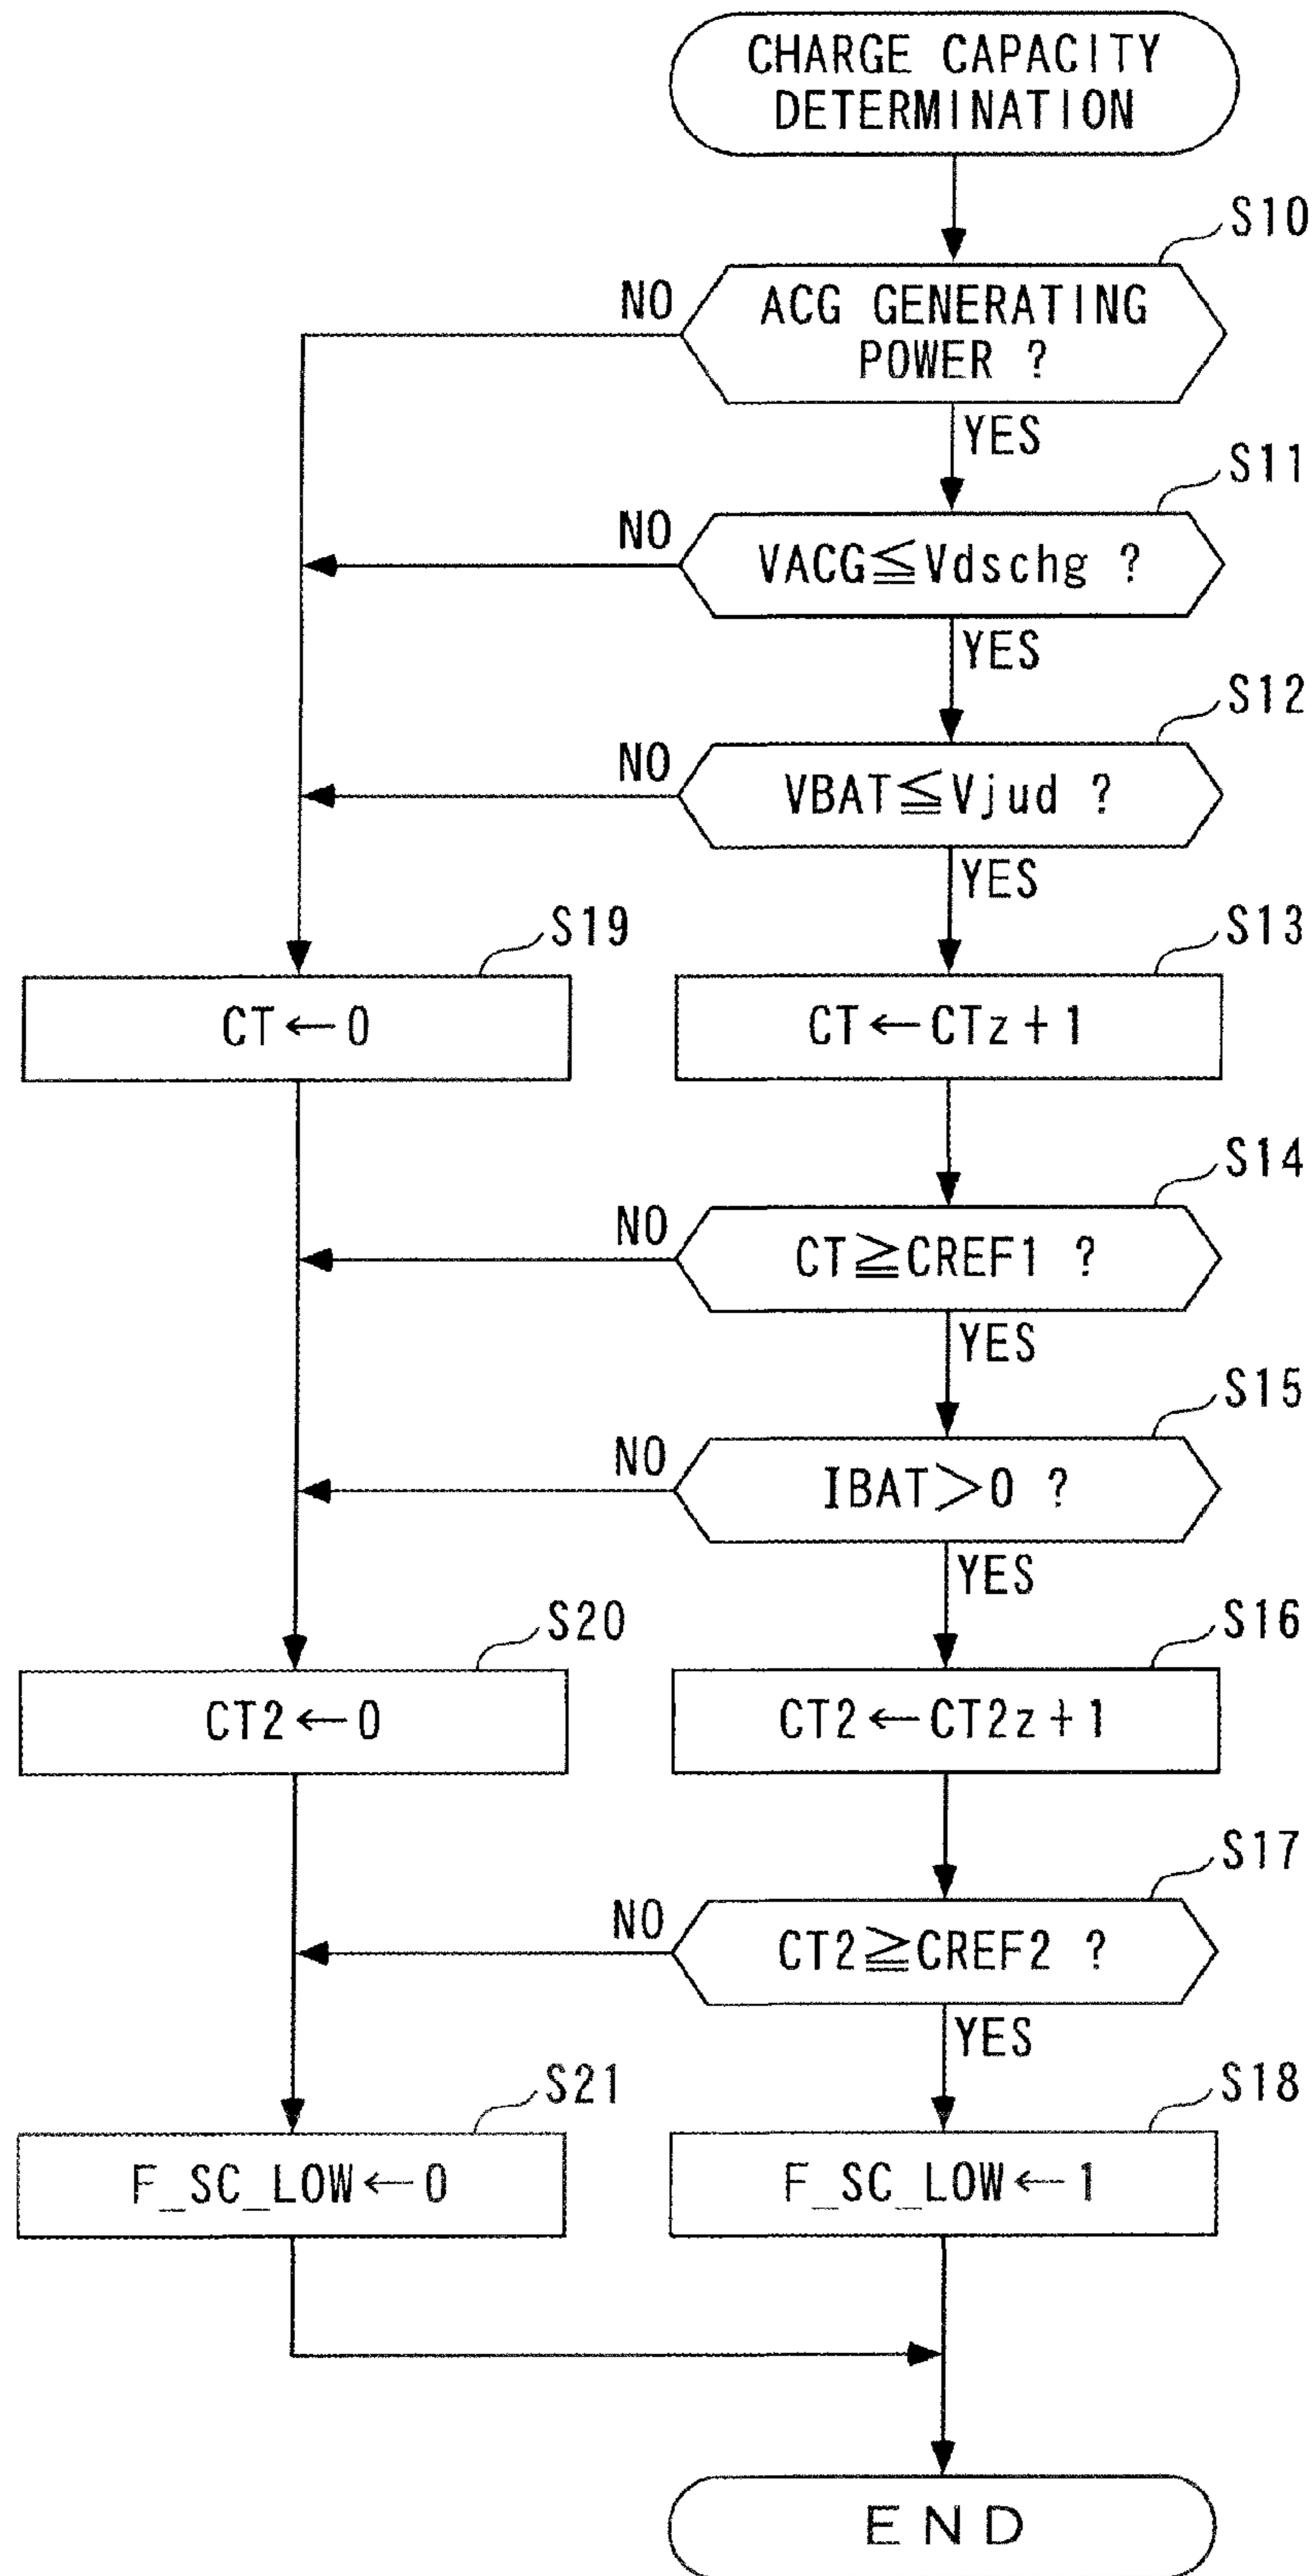 CHARGE CAPACITY
DETERMINATION
S10
NO
ACG GENERATING
POWER ?
YES
S11
NO
VACG≦Vdschg ?
YES
S12
NO
VBAT≦Vjud ?
YES
S19
S13
CT←0
CT←CTz+1
S14
NO
CT≧CREF1 ?
YES
S15
NO
IBAT>0 ?
YES
S20
S16
CT2←0
CT2←CT2z+1
S17
NO
CT2≧CREF2 ?
YES
S21
S18
F_SC_LOW←0
F_SC_LOW←1
END